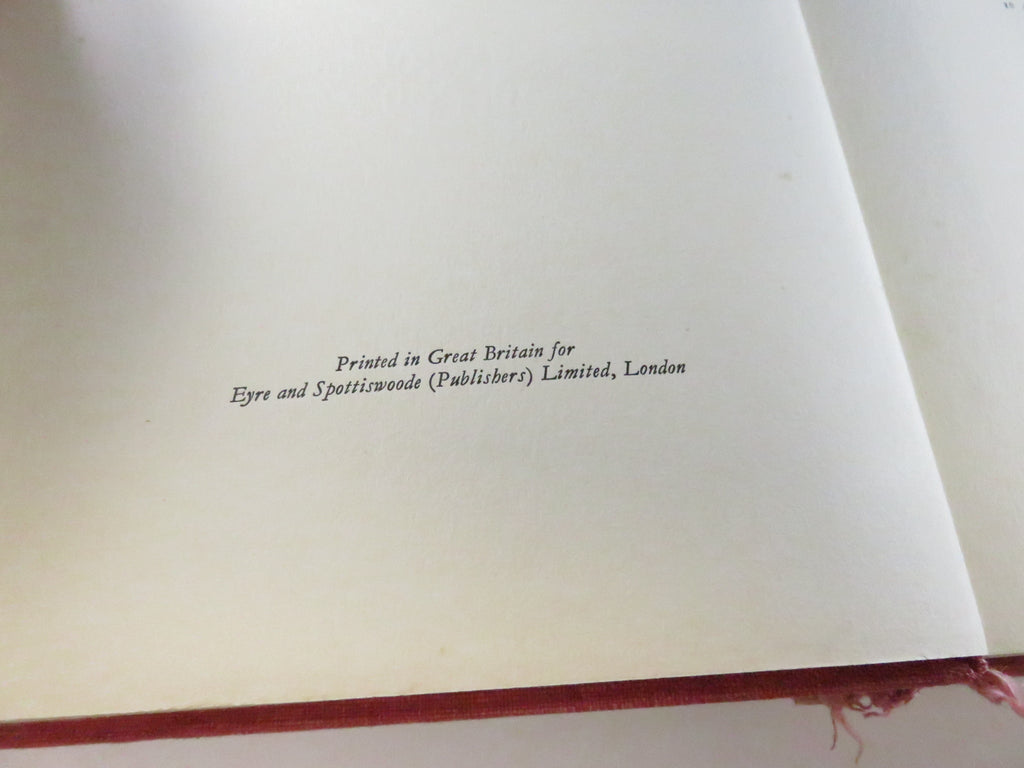 Printed in Great Britain for
Eyre and Spottiswoode (Publishers) Limited, London